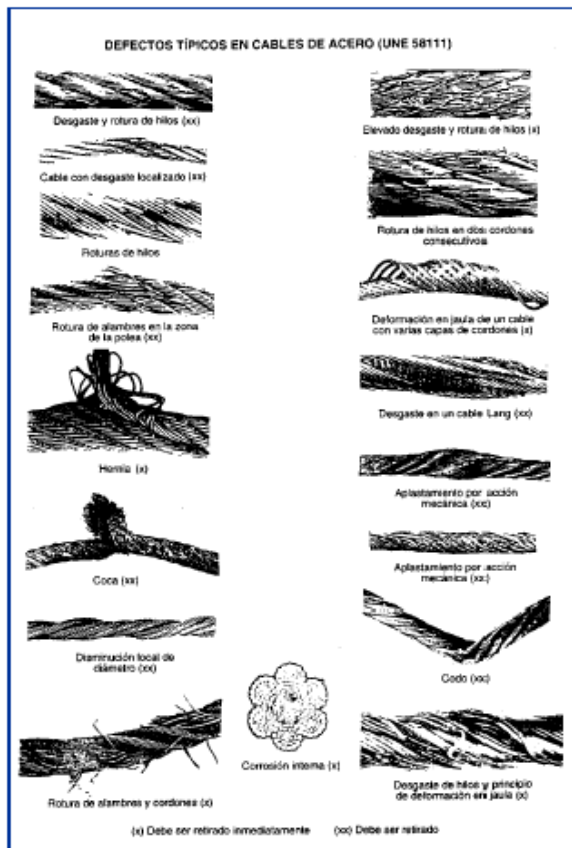 DEFECTOS TÍPICOS EN CABLES DE ACERO (UNE 58111)
Desgaste y rotura de hilos (xx)
Cable con desgaste localizado (xx)
Roturas de hilos
Rotura de alambres en la zona
de la polea (xx)
Hernia (x)
Coca (xx)
Disminución local de
diámetro (xx)
Rotura de alambres y cordones (x)
Corrosión interna (x)
Elevado desgaste y rotura de hilos (x)
Rotura de hilos en dos cordones
consecutivos
Deformación en jaula de un cable
con varias capas de cordones (x)
Desgaste en un cable Lang (xx)
Aplastamiento por acción
mecánica (xx)
Aplastamiento por acción
mecánica (xx)
Codo (xx)
Desgaste de hilos y principio
de deformación en jaula (x)
(x) Debe ser retirado inmediatamente (xx) Debe ser retirado